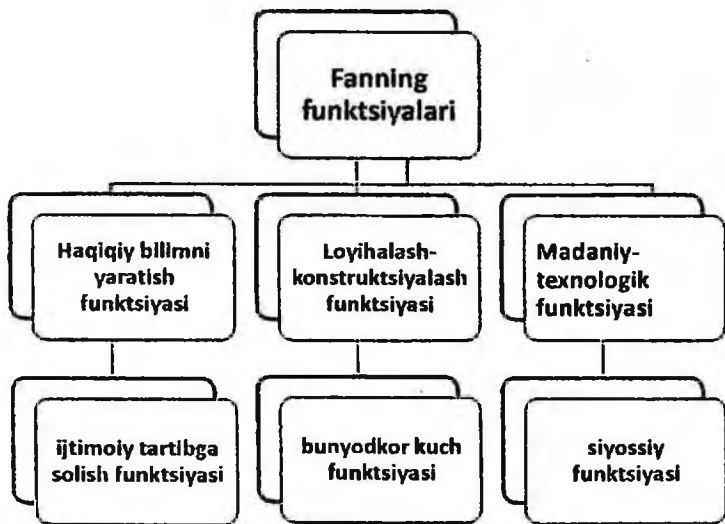 Fanning
funktsiyalari
Haqiqiy bilimni
yaratish
funktsiyasi
Loyihalash-
konstruktsiyalash
funktsiyasi
Madaniy-
texnologik
funktsiyasi
ijtimoiy tartibga
solish funktsiyasi
bunyodkor kuch
funktsiyasi
siyossiy
funktsiyasi